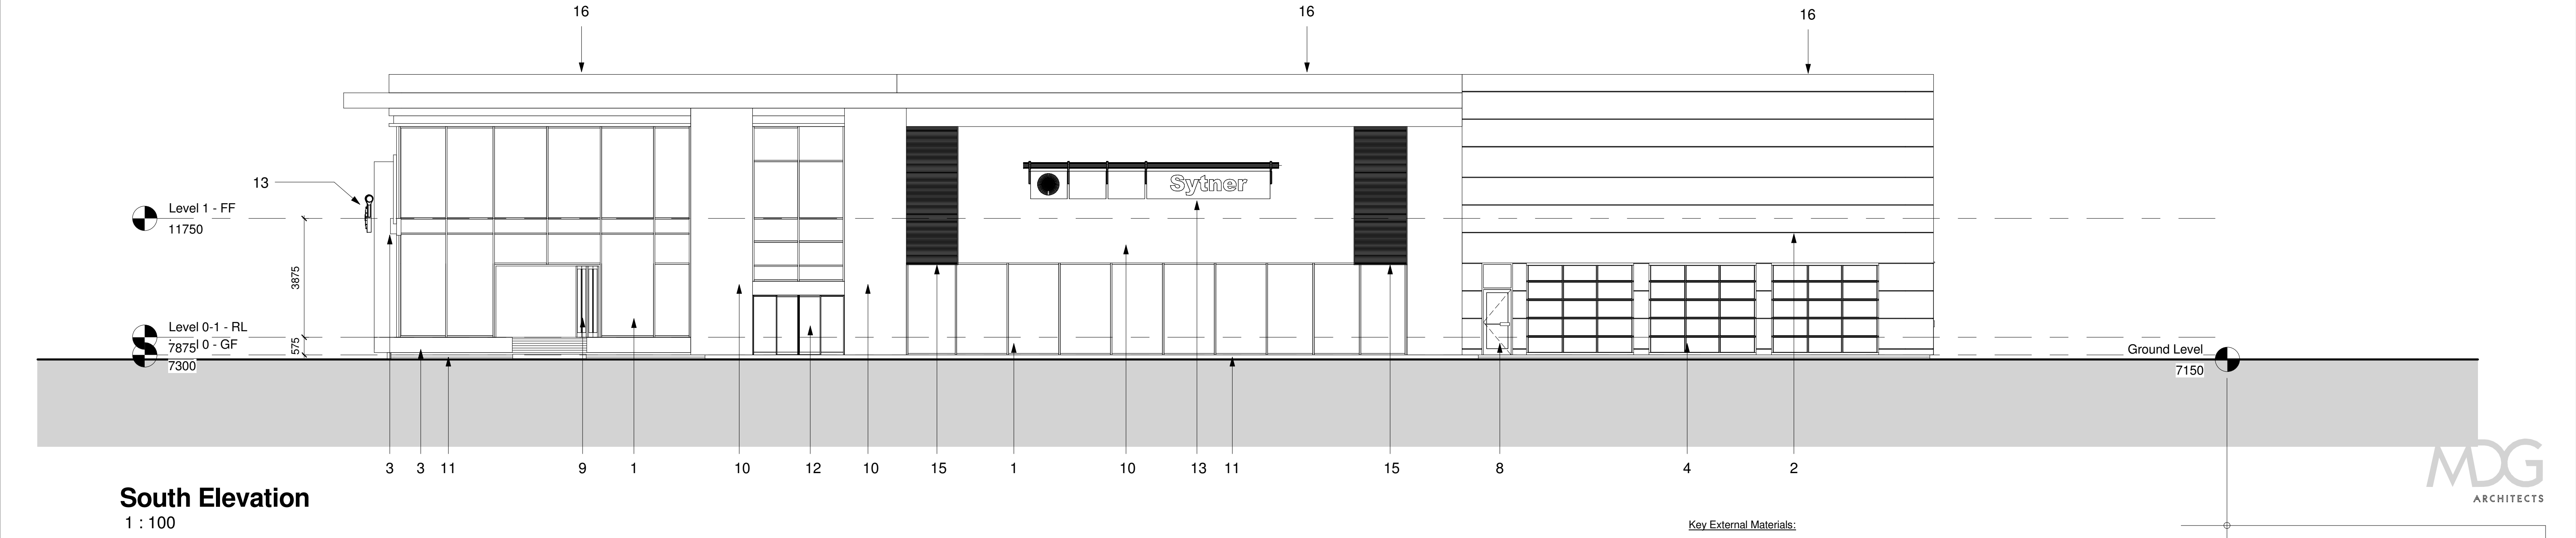 16 16 16
13
Sytner
Level 1 - FF
11750
3875
Level 0-1 - RL
7875 l 0 - GF
575
7300
Ground Level
7150
3 3 11 9 1 10 12 10 15 1 10 13 11 15 8 4 2
South Elevation
1 : 100
Key External Materials:
MDG
ARCHITECTS